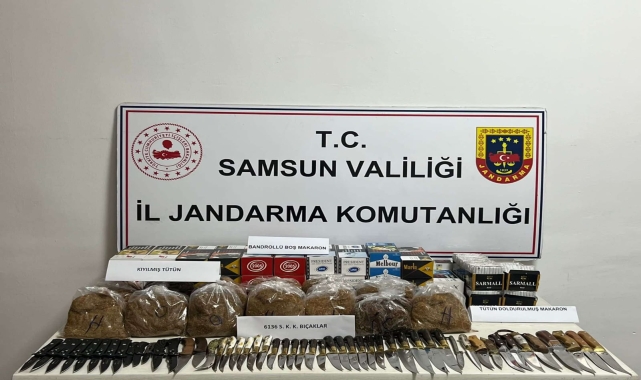 T.C.
SAMSUN VALİLİĞİ
İL JANDARMA KOMUTANLIĞI
JANDARMA
BANDROLLÜ BOŞ MAKARON
KIYILMIŞ TÜTÜN
Melbour
SARMALL
SARMALL
TÜTÜN DOLDURULMUŞ MAKARON
6136 S. K. K. BIÇAKLAR